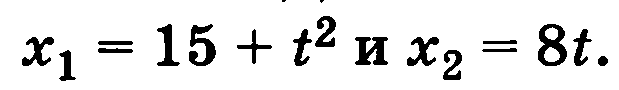 x₁ = 15 + t² и x₂ = 8t.